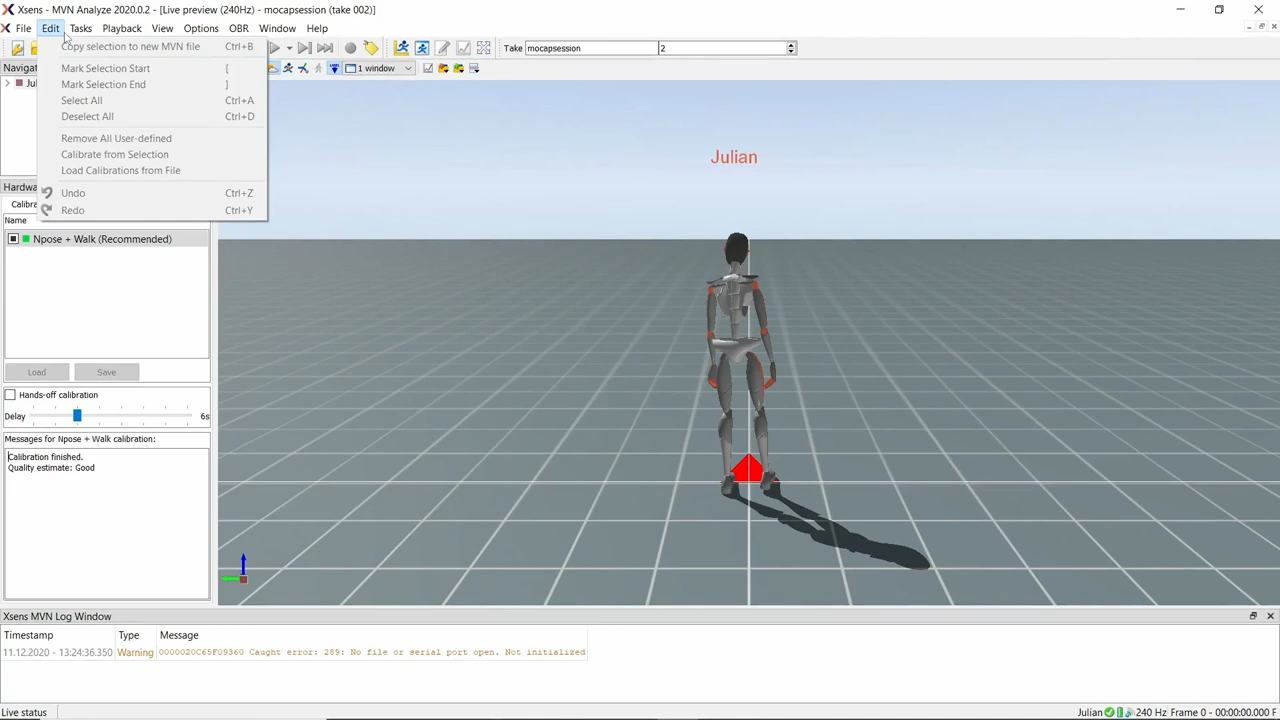 Xsens - MVN Analyze 2020.0.2 - [Live preview (240Hz) - mocapsession (take 002)]
File Edit Tasks Playback View Options OBR Window Help
Copy selection to new MVN file Ctrl+B
Take mocapsession 2
Navigat
Mark Selection Start [
1 window
Jul
Mark Selection End ]
Select All Ctrl+A
Deselect All Ctrl+D
Remove All User-defined
Calibrate from Selection
Load Calibrations from File
Julian
Hardwa
Undo Ctrl+Z
Calibra
Redo Ctrl+Y
Name
Npose + Walk (Recommended)
Load Save
Hands-off calibration
Delay 6s
Messages for Npose + Walk calibration:
Calibration finished.
Quality estimate: Good
Xsens MVN Log Window
Timestamp Type Message
11.12.2020 - 13:24:36.350 Warning 0000020C65F09360 Caught error: 289: No file or serial port open. Not initialized
Live status Julian 240 Hz Frame 0 - 00:00:00.000 F